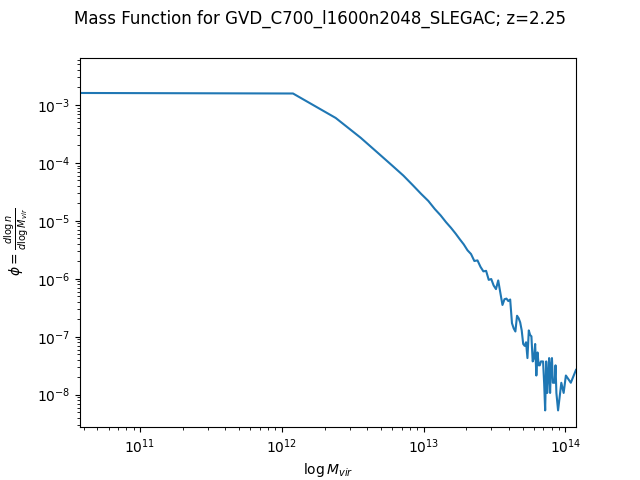 Mass Function for GVD_C700_l1600n2048_SLEGAC; z=2.25
10⁻³
10⁻⁴
10⁻⁵
10⁻⁶
10⁻⁷
10⁻⁸
ϕ = d log n / d log M_vir
10¹¹ 10¹² 10¹³ 10¹⁴
log M_vir